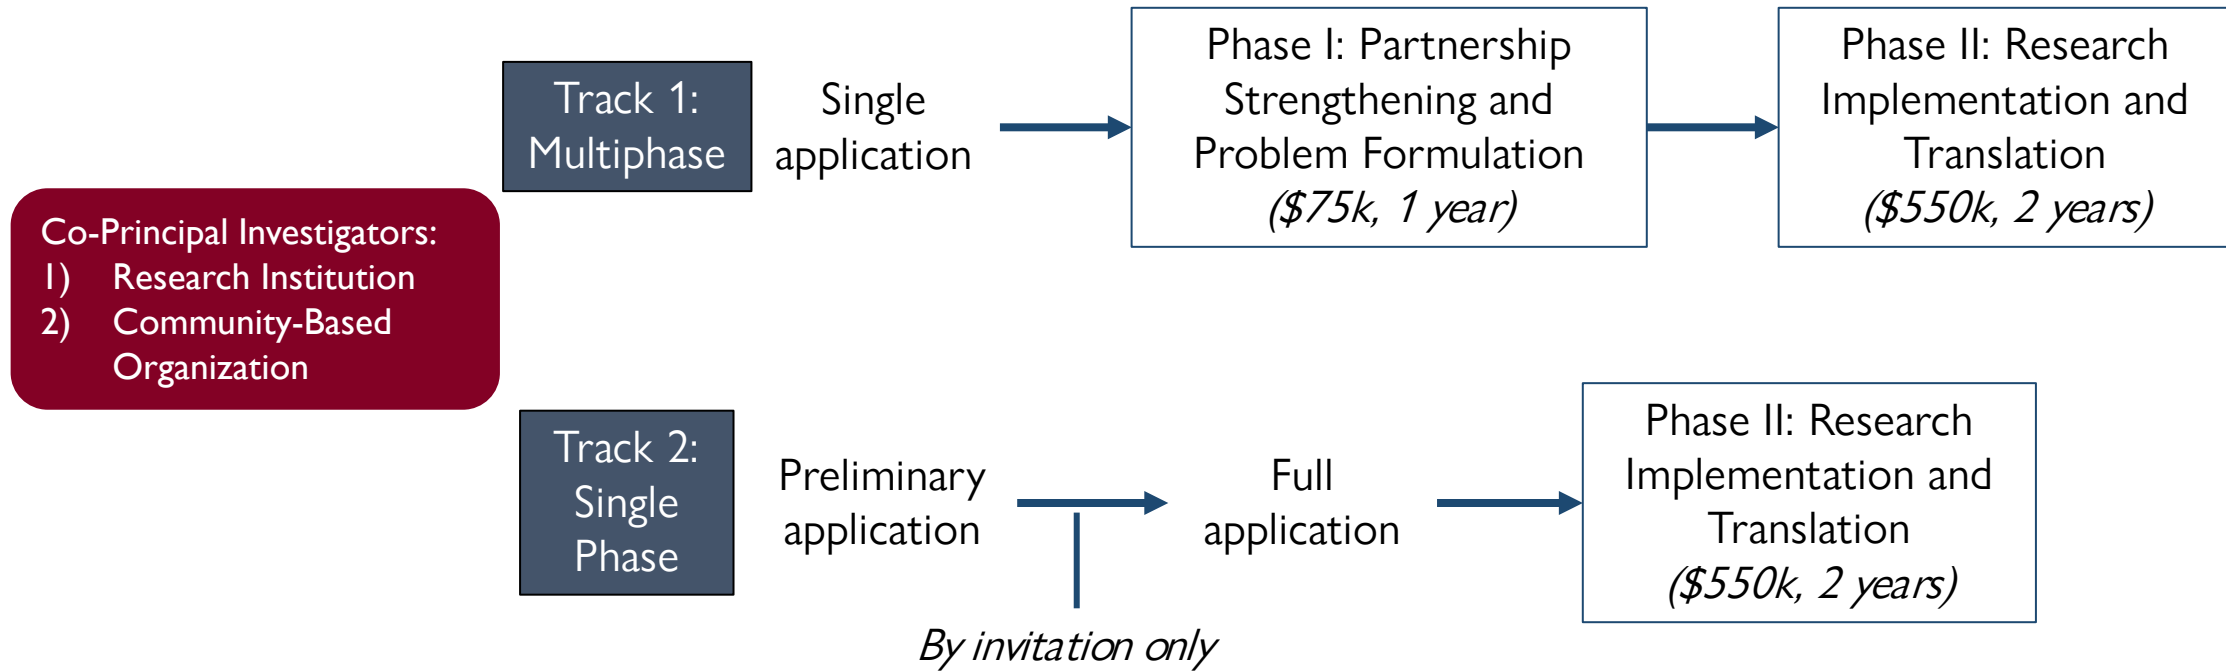 Co-Principal Investigators:
1) Research Institution
2) Community-Based
Organization
Track 1:
Multiphase
Single
application
Phase I: Partnership
Strengthening and
Problem Formulation
($75k, 1 year)
Phase II: Research
Implementation and
Translation
($550k, 2 years)
Track 2:
Single
Phase
Preliminary
application
By invitation only
Full
application
Phase II: Research
Implementation and
Translation
($550k, 2 years)